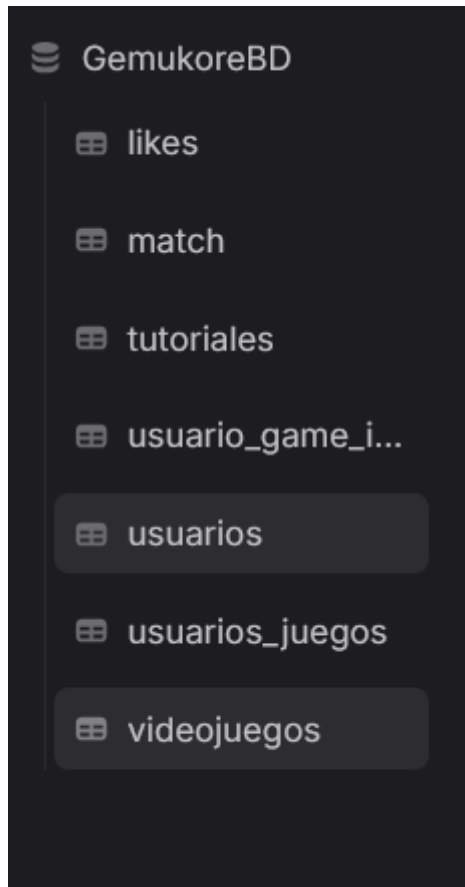 GemukoreBD
likes
match
tutoriales
usuario_game_i...
usuarios
usuarios_juegos
videojuegos